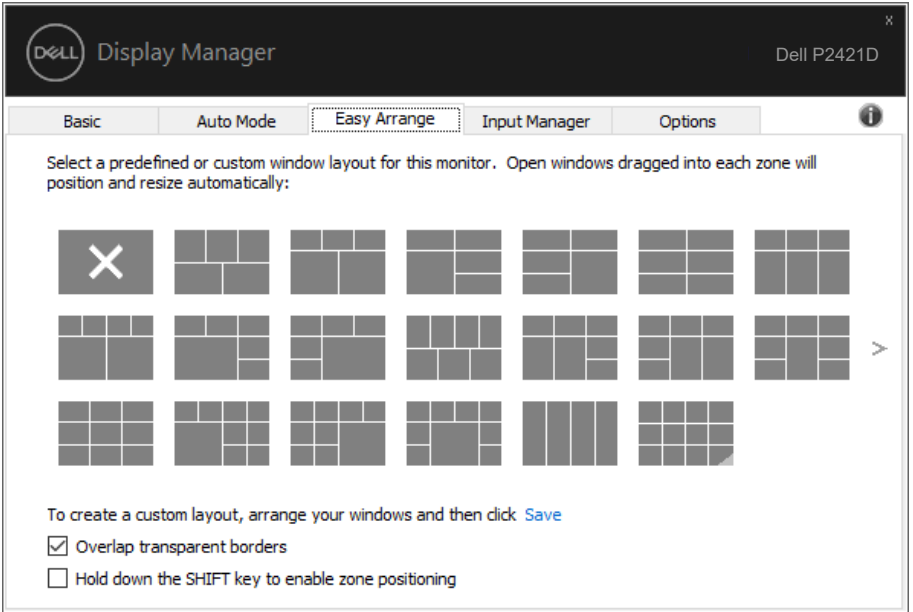 x
DELL Display Manager
Dell P2421D
Basic Auto Mode Easy Arrange Input Manager Options
Select a predefined or custom window layout for this monitor. Open windows dragged into each zone will
position and resize automatically:
>
To create a custom layout, arrange your windows and then click Save
Overlap transparent borders
Hold down the SHIFT key to enable zone positioning